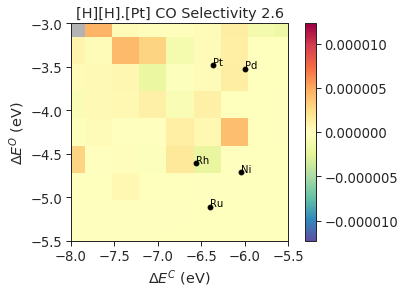 [H][H].[Pt] CO Selectivity 2.6
−3.0
−3.5
−4.0
−4.5
−5.0
−5.5
ΔE^O (eV)
Pt
Pd
Rh
Ni
Ru
−8.0 −7.5 −7.0 −6.5 −6.0 −5.5
ΔE^C (eV)
0.000010
0.000005
0.000000
−0.000005
−0.000010